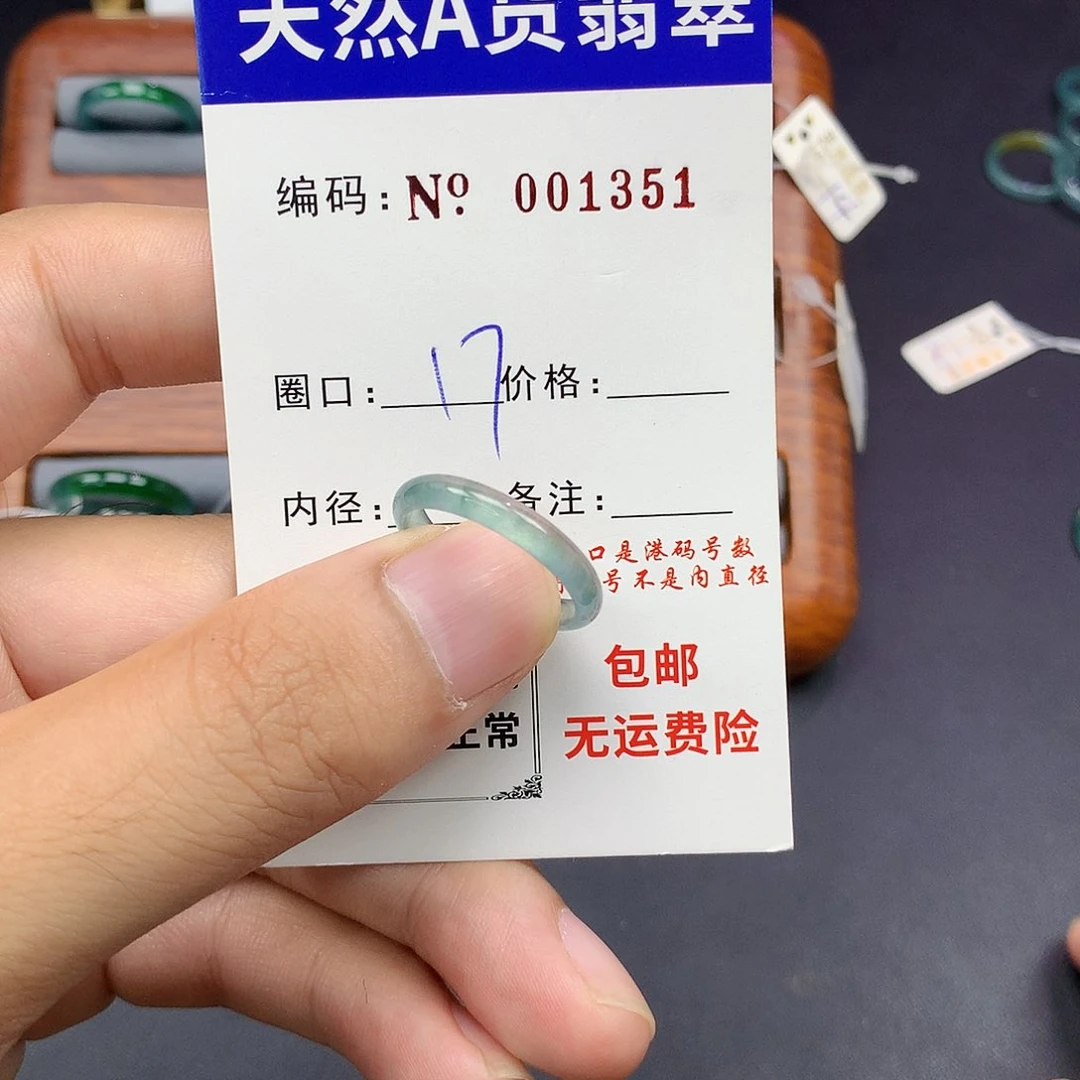 天然A货翡翠
编码：Nº 001351
圈口：17 价格：
内径： 备注：
口是港码号数
号不是内直径
包邮
正常 无运费险